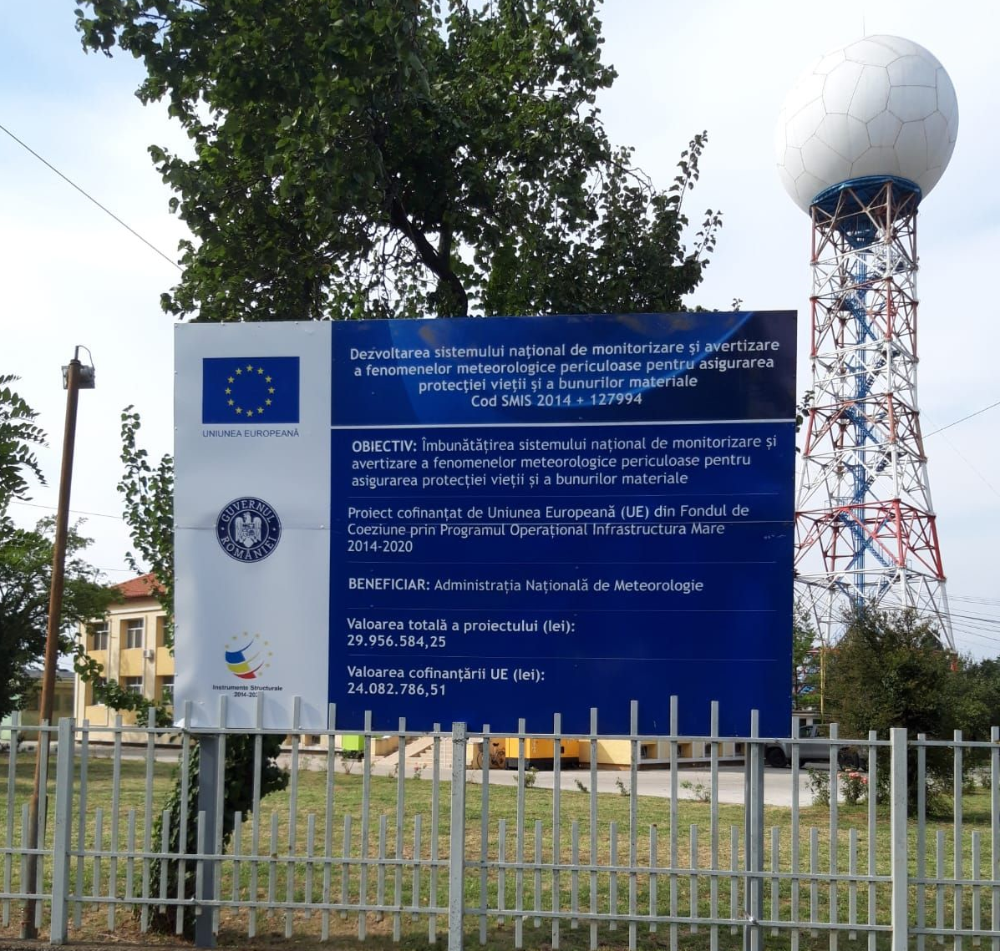 Dezvoltarea sistemului național de monitorizare și avertizare
a fenomenelor meteorologice periculoase pentru asigurarea
protecției vieții și a bunurilor materiale
Cod SMIS 2014 + 127994
UNIUNEA EUROPEANĂ
OBIECTIV: Îmbunătățirea sistemului național de monitorizare și
avertizare a fenomenelor meteorologice periculoase pentru
asigurarea protecției vieții și a bunurilor materiale
GUVERNUL
ROMÂNIEI
Proiect cofinanțat de Uniunea Europeană (UE) din Fondul de
Coeziune prin Programul Operațional Infrastructura Mare
2014-2020
BENEFICIAR: Administrația Națională de Meteorologie
Valoarea totală a proiectului (lei):
29.956.584,25
Valoarea cofinanțării UE (lei):
24.082.786,51
Instrumente Structurale